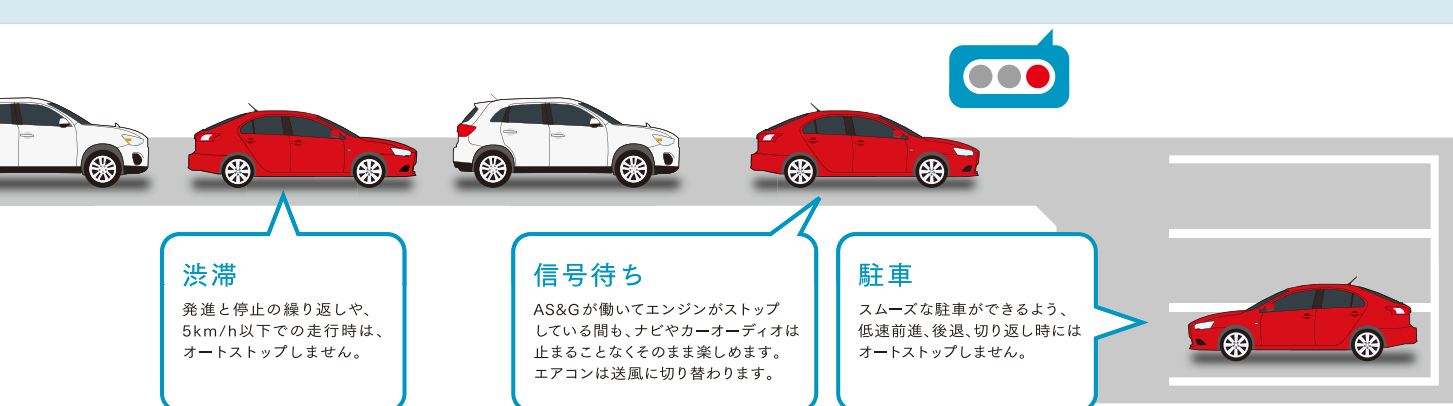 渋滞
発進と停止の繰り返しや、
5km/h以下での走行時は、
オートストップしません。
信号待ち
AS&Gが働いてエンジンがストップ
している間も、ナビやカーオーディオは
止まることなくそのまま楽しめます。
エアコンは送風に切り替わります。
駐車
スムーズな駐車ができるよう、
低速前進、後退、切り返し時には
オートストップしません。